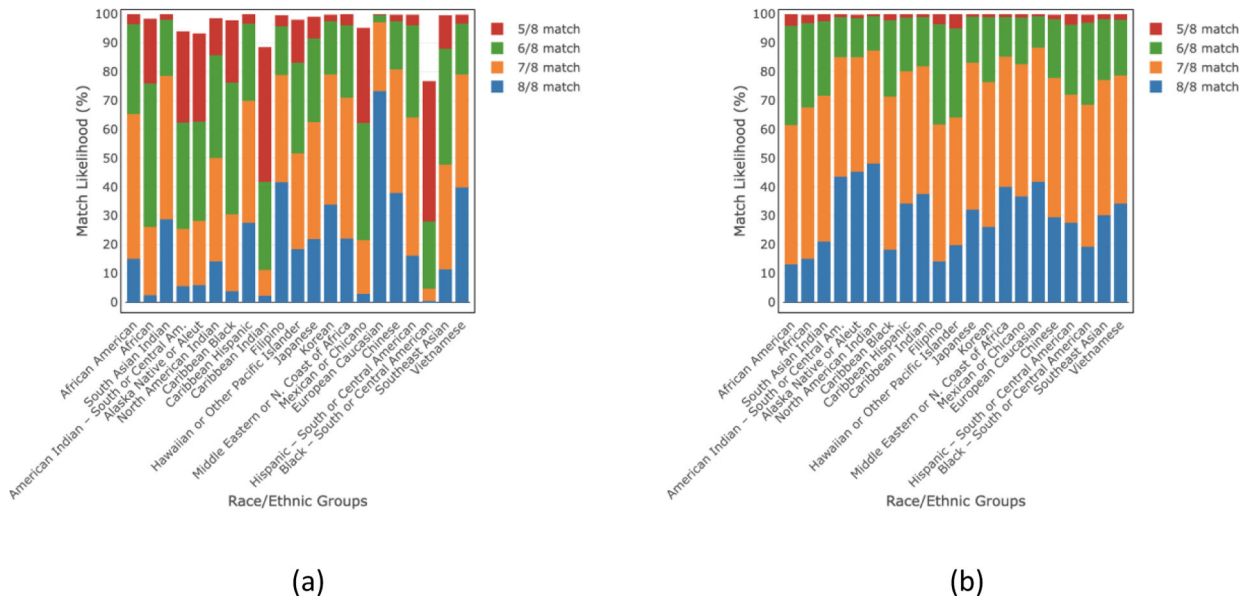 100
90
80
70
60
50
40
30
20
10
0
Match Likelihood (%)
5/8 match
6/8 match
7/8 match
8/8 match
African American
African
South Asian Indian
American Indian – South or Central Am.
Alaska Native or Aleut
North American Indian
Caribbean Black
Caribbean Hispanic
Caribbean Indian
Filipino
Hawaiian or Other Pacific Islander
Japanese
Korean
Middle Eastern or N. Coast of Africa
Mexican or Chicano
European Caucasian
Chinese
Hispanic – South or Central American
Black – South or Central American
Southeast Asian
Vietnamese
Race/Ethnic Groups
(a)
100
90
80
70
60
50
40
30
20
10
0
Match Likelihood (%)
5/8 match
6/8 match
7/8 match
8/8 match
African American
African
South Asian Indian
American Indian – South or Central Am.
Alaska Native or Aleut
North American Indian
Caribbean Black
Caribbean Hispanic
Caribbean Indian
Filipino
Hawaiian or Other Pacific Islander
Japanese
Korean
Middle Eastern or N. Coast of Africa
Mexican or Chicano
European Caucasian
Chinese
Hispanic – South or Central American
Black – South or Central American
Southeast Asian
Vietnamese
Race/Ethnic Groups
(b)